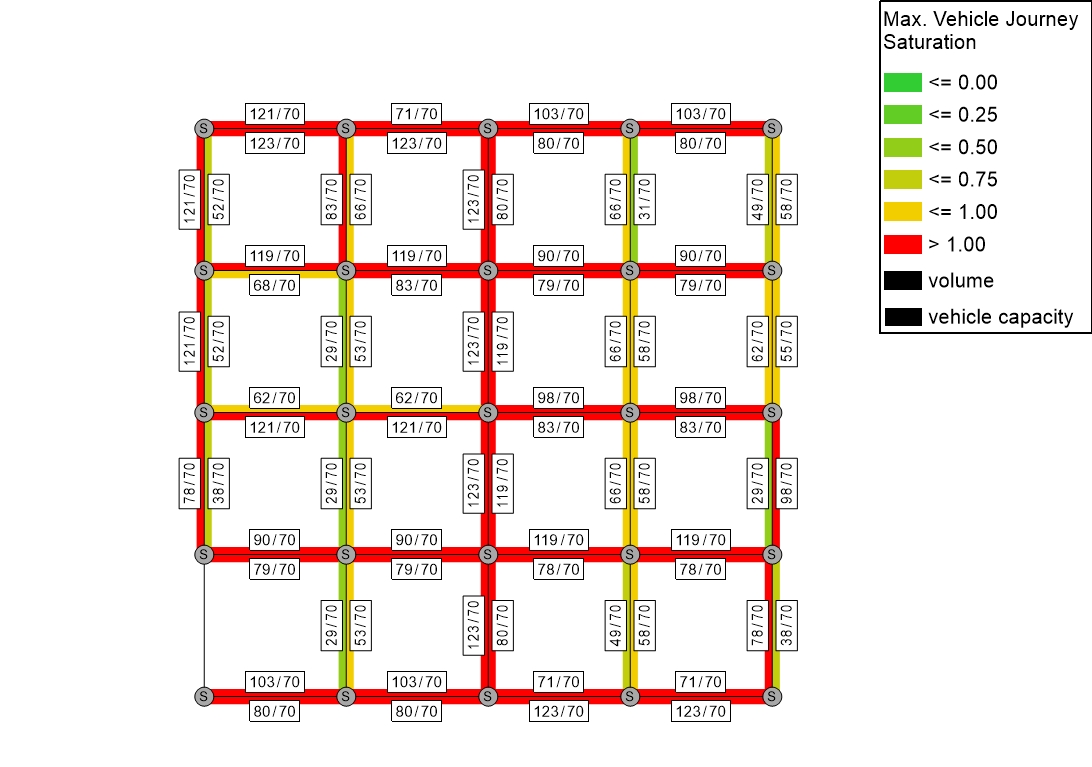 Max. Vehicle Journey
Saturation
<= 0.00
<= 0.25
<= 0.50
<= 0.75
<= 1.00
> 1.00
volume
vehicle capacity
121/70 71/70 103/70 103/70
S S S S S
123/70 123/70 80/70 80/70
121/70 52/70 83/70 66/70 123/70 80/70 66/70 31/70 49/70 58/70
119/70 119/70 90/70 90/70
S S S S S
68/70 83/70 79/70 79/70
121/70 52/70 29/70 53/70 123/70 119/70 66/70 58/70 62/70 55/70
62/70 62/70 98/70 98/70
S S S S S
121/70 121/70 83/70 83/70
78/70 38/70 29/70 53/70 123/70 119/70 66/70 58/70 29/70 98/70
90/70 90/70 119/70 119/70
S S S S S
79/70 79/70 78/70 78/70
29/70 53/70 123/70 80/70 49/70 58/70 78/70 38/70
103/70 103/70 71/70 71/70
S S S S S
80/70 80/70 123/70 123/70